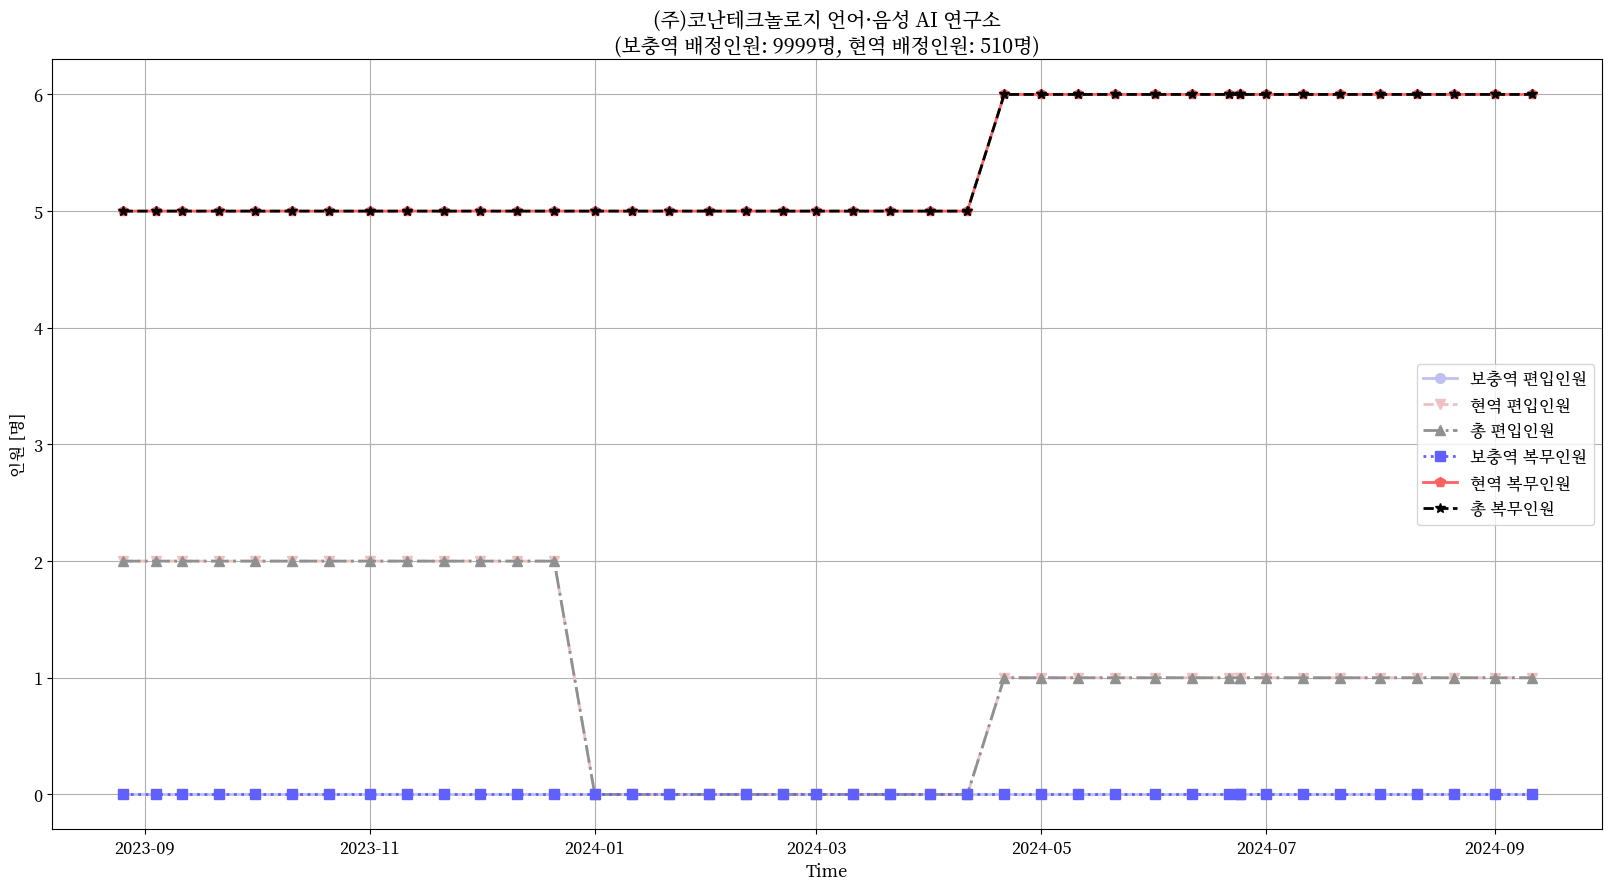 (주)코난테크놀로지 언어·음성 AI 연구소
(보충역 배정인원: 9999명, 현역 배정인원: 510명)
6
5
4
3
2
1
0
인원 [명]
보충역 편입인원
현역 편입인원
총 편입인원
보충역 복무인원
현역 복무인원
총 복무인원
2023-09
2023-11
2024-01
2024-03
2024-05
2024-07
2024-09
Time